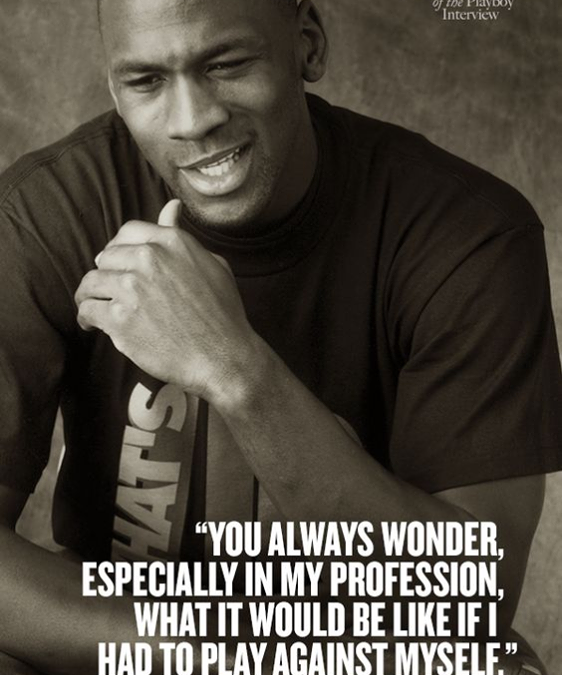 of the Playboy
Interview
HAT'S
“YOU ALWAYS WONDER,
ESPECIALLY IN MY PROFESSION,
WHAT IT WOULD BE LIKE IF I
HAD TO PLAY AGAINST MYSELF.”